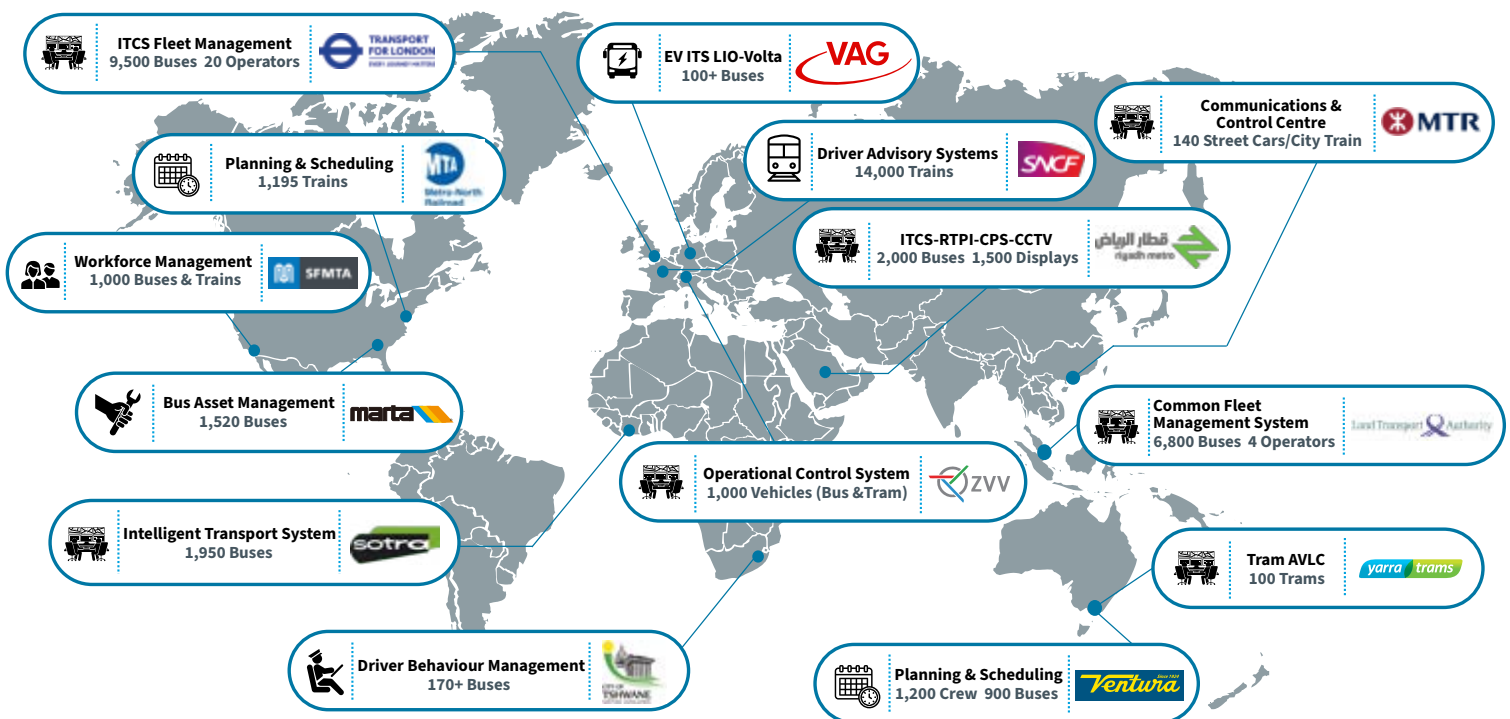 ITCS Fleet Management
9,500 Buses 20 Operators
TRANSPORT
FOR LONDON
EVERY JOURNEY MATTERS
EV ITS LIO-Volta
100+ Buses
VAG
Communications &
Control Centre
140 Street Cars/City Train
MTR
Planning & Scheduling
1,195 Trains
MTA
Metro-North
Railroad
Driver Advisory Systems
14,000 Trains
SNCF
ITCS-RTPI-CPS-CCTV
2,000 Buses 1,500 Displays
قطار الرياض
riyadh metro
Workforce Management
1,000 Buses & Trains
SFMTA
Bus Asset Management
1,520 Buses
marta
Common Fleet
Management System
6,800 Buses 4 Operators
Land Transport Authority
Operational Control System
1,000 Vehicles (Bus &Tram)
ZVV
Intelligent Transport System
1,950 Buses
sotra
Tram AVLC
100 Trams
yarra trams
Driver Behaviour Management
170+ Buses
CITY OF
TSHWANE
Planning & Scheduling
1,200 Crew 900 Buses
Since 1924
Ventura